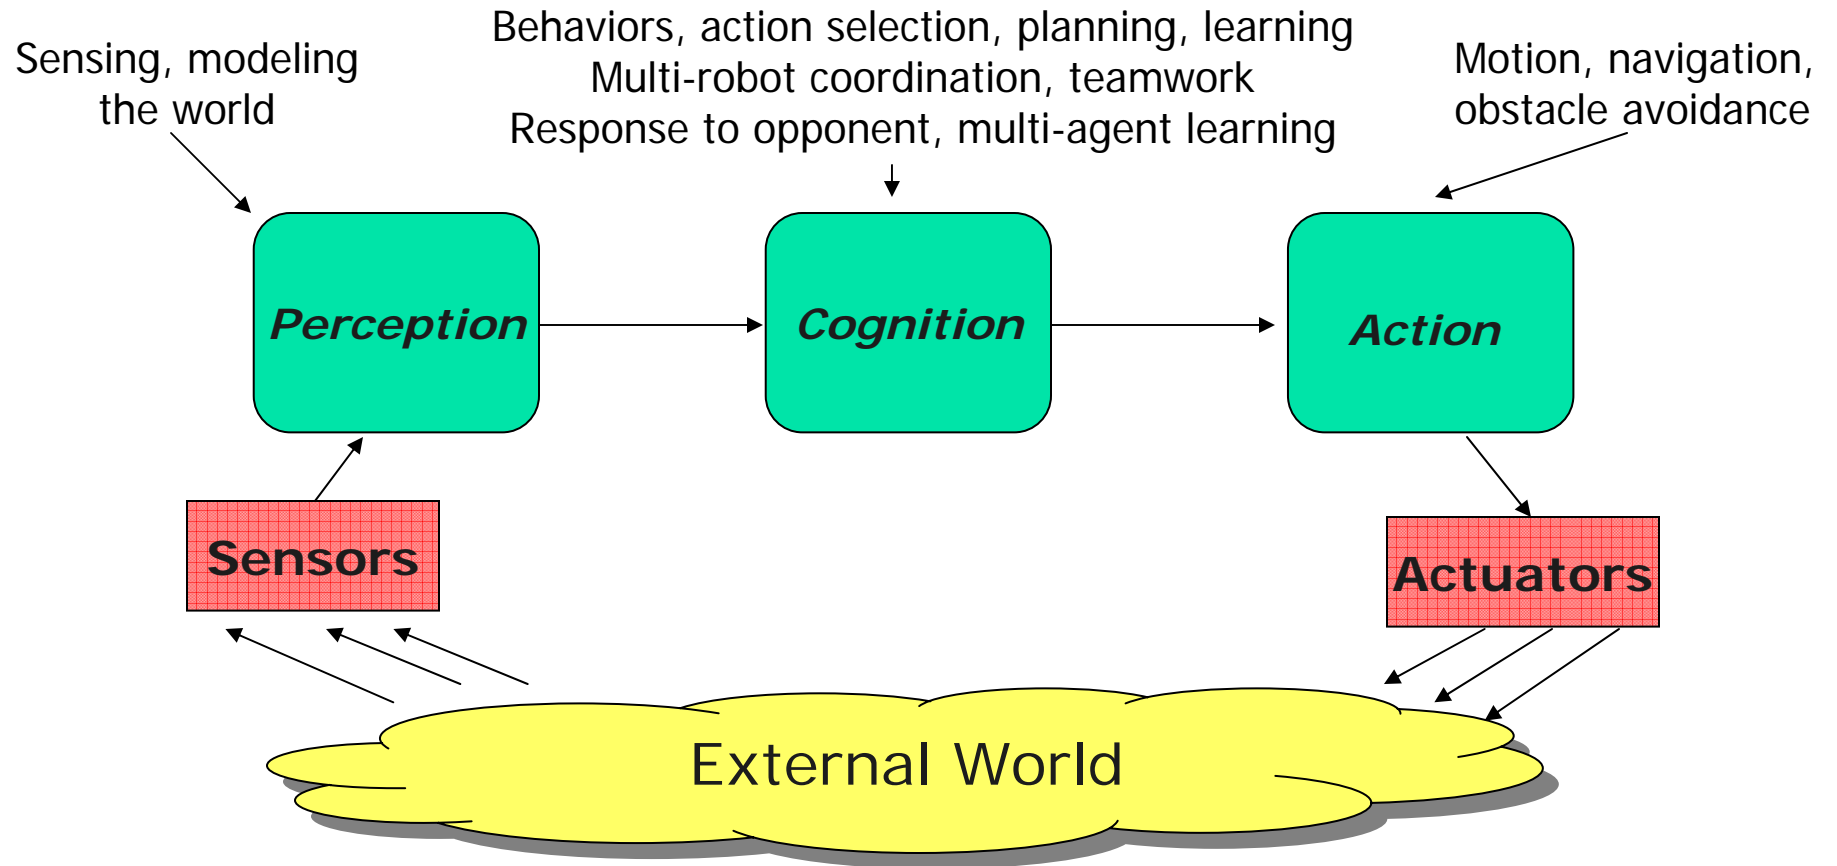 Sensing, modeling
the world
Behaviors, action selection, planning, learning
Multi-robot coordination, teamwork
Response to opponent, multi-agent learning
Motion, navigation,
obstacle avoidance
Perception
Cognition
Action
Sensors
Actuators
External World